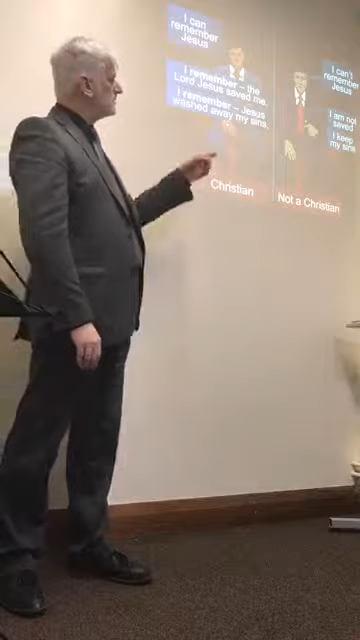 I can
remember
Jesus
I remember – the
Lord Jesus saved me.
I remember – Jesus
washed away my sins.
Christian
I can't
remember
Jesus
I am not
saved
I keep
my sins
Not a Christian